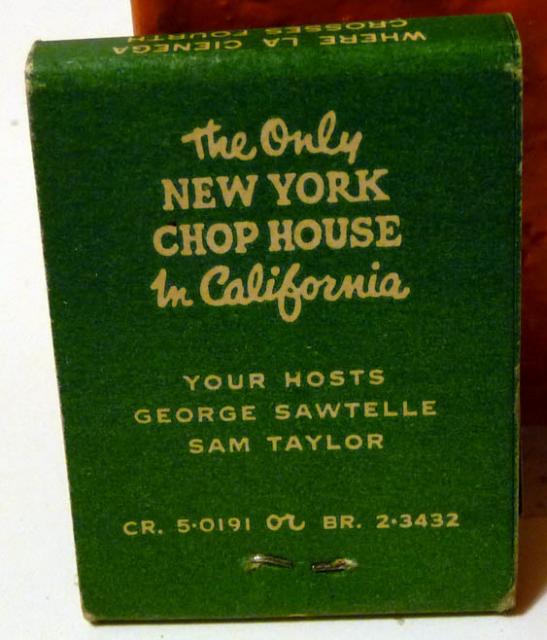 WHERE LA CIENEGA
CROSSES FOURTH
The Only
NEW YORK
CHOP HOUSE
In California
YOUR HOSTS
GEORGE SAWTELLE
SAM TAYLOR
CR. 5-0191 or BR. 2-3432